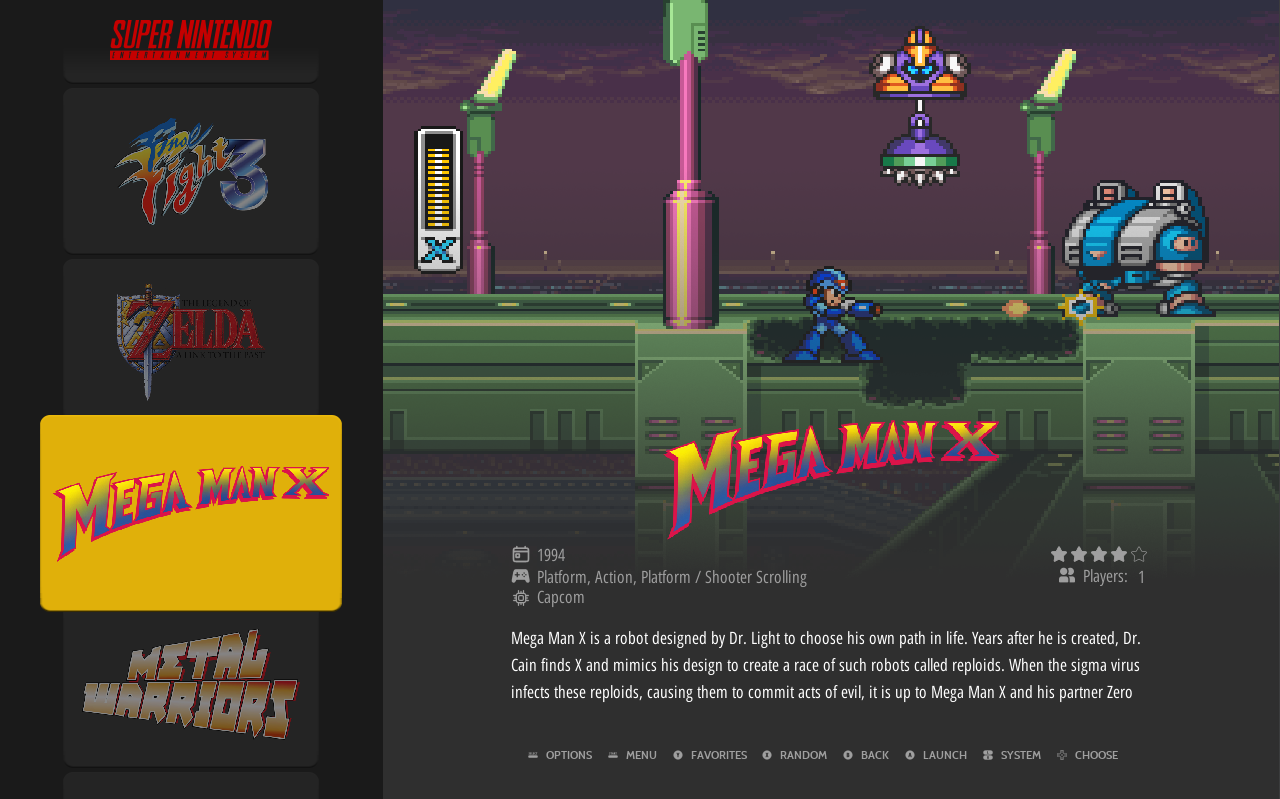 SUPER NINTENDO
ENTERTAINMENT SYSTEM
Final Fight 3
THE LEGEND OF
ZELDA
A LINK TO THE PAST
MEGA MAN X
METAL
WARRIORS
X
MEGA MAN X
1994
Platform, Action, Platform / Shooter Scrolling
Players: 1
Capcom
Mega Man X is a robot designed by Dr. Light to choose his own path in life. Years after he is created, Dr.
Cain finds X and mimics his design to create a race of such robots called reploids. When the sigma virus
infects these reploids, causing them to commit acts of evil, it is up to Mega Man X and his partner Zero
OPTIONS MENU FAVORITES RANDOM BACK LAUNCH SYSTEM CHOOSE